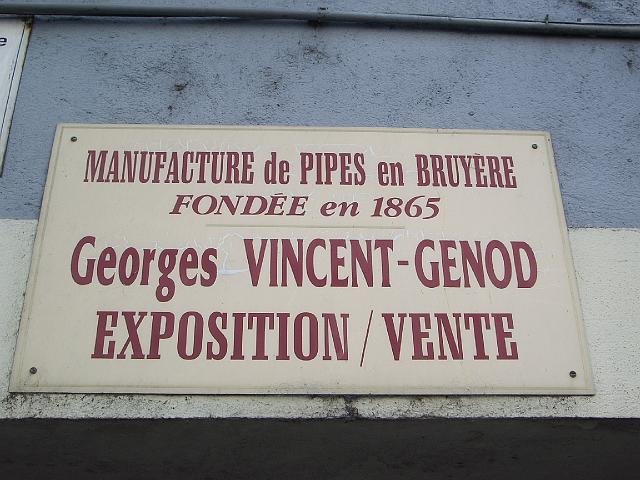 MANUFACTURE de PIPES en BRUYÈRE
FONDÉE en 1865
Georges VINCENT-GENOD
EXPOSITION / VENTE